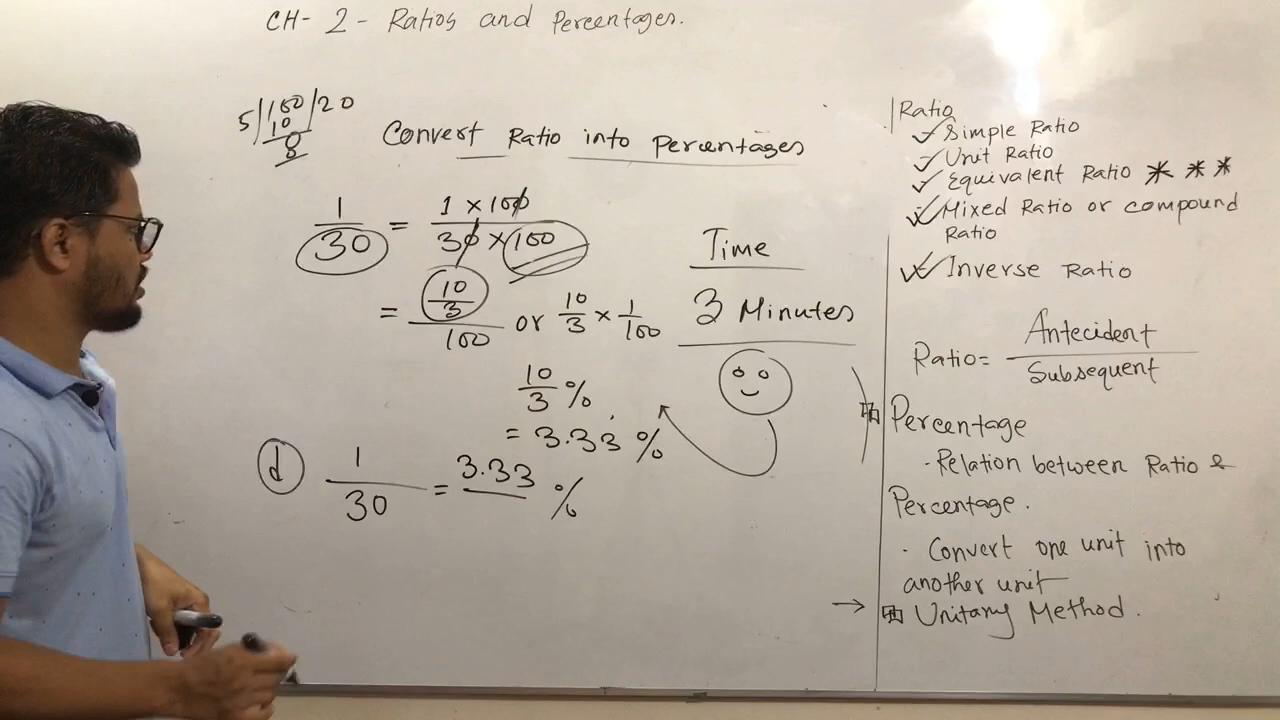 CH- 2 - Ratios and Percentages.
5)100(20
10
0
8
Convert Ratio into Percentages
1/30 = 1 × 100 / 30 × 100
= 10/3 / 100 or 10/3 × 1/100
10/3 %
= 3.33 %
d 1/30 = 3.33 %
Time
3 Minutes
Ratio
✓ Simple Ratio
✓ Unit Ratio
✓ Equivalent Ratio * * *
✓ Mixed Ratio or compound
Ratio
✓ Inverse Ratio
Ratio= Antecident / Subsequent
Percentage
· Relation between Ratio &
Percentage.
· Convert one unit into
another unit
→ Unitary Method.